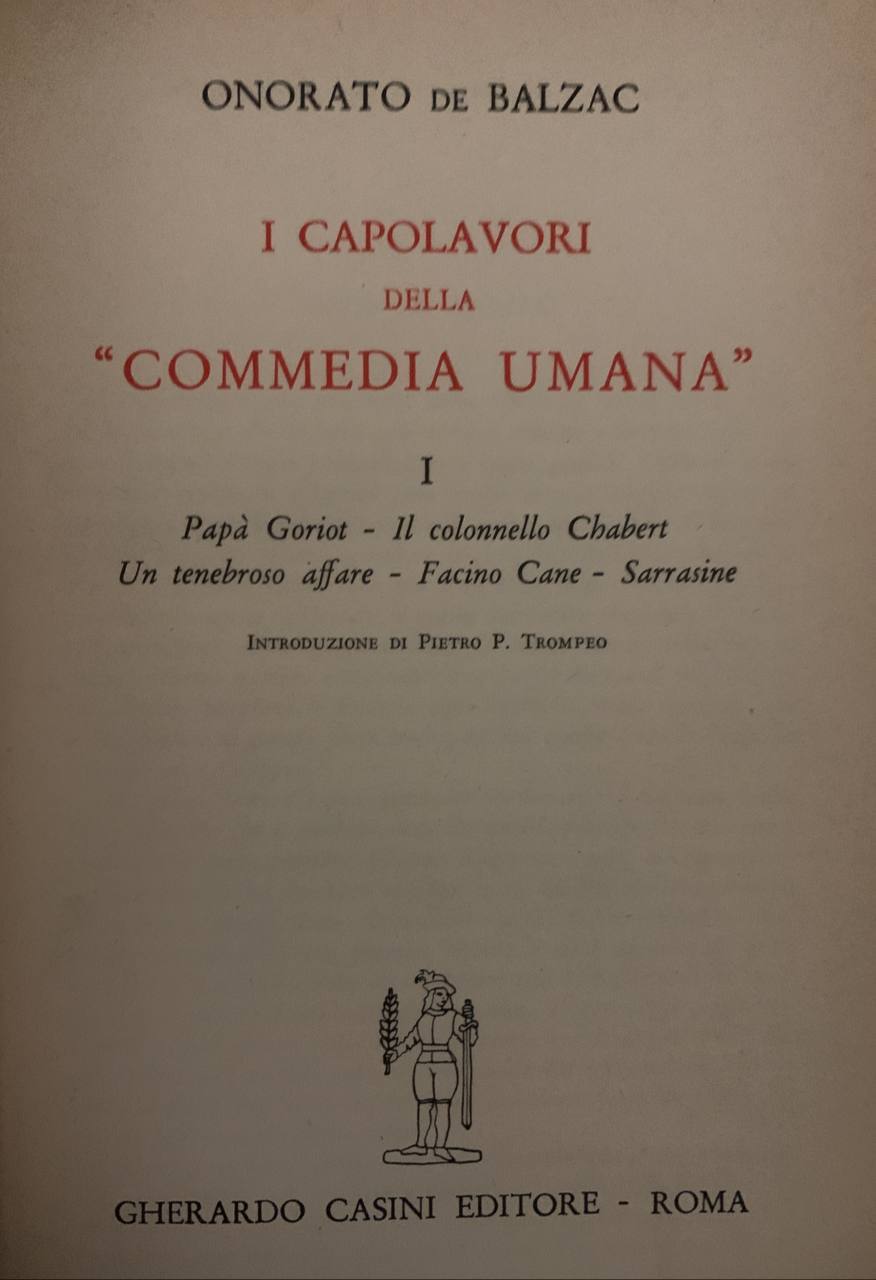 ONORATO DE BALZAC
I CAPOLAVORI
DELLA
“COMMEDIA UMANA”
I
Papà Goriot - Il colonnello Chabert
Un tenebroso affare - Facino Cane - Sarrasine
INTRODUZIONE DI PIETRO P. TROMPEO
GHERARDO CASINI EDITORE - ROMA